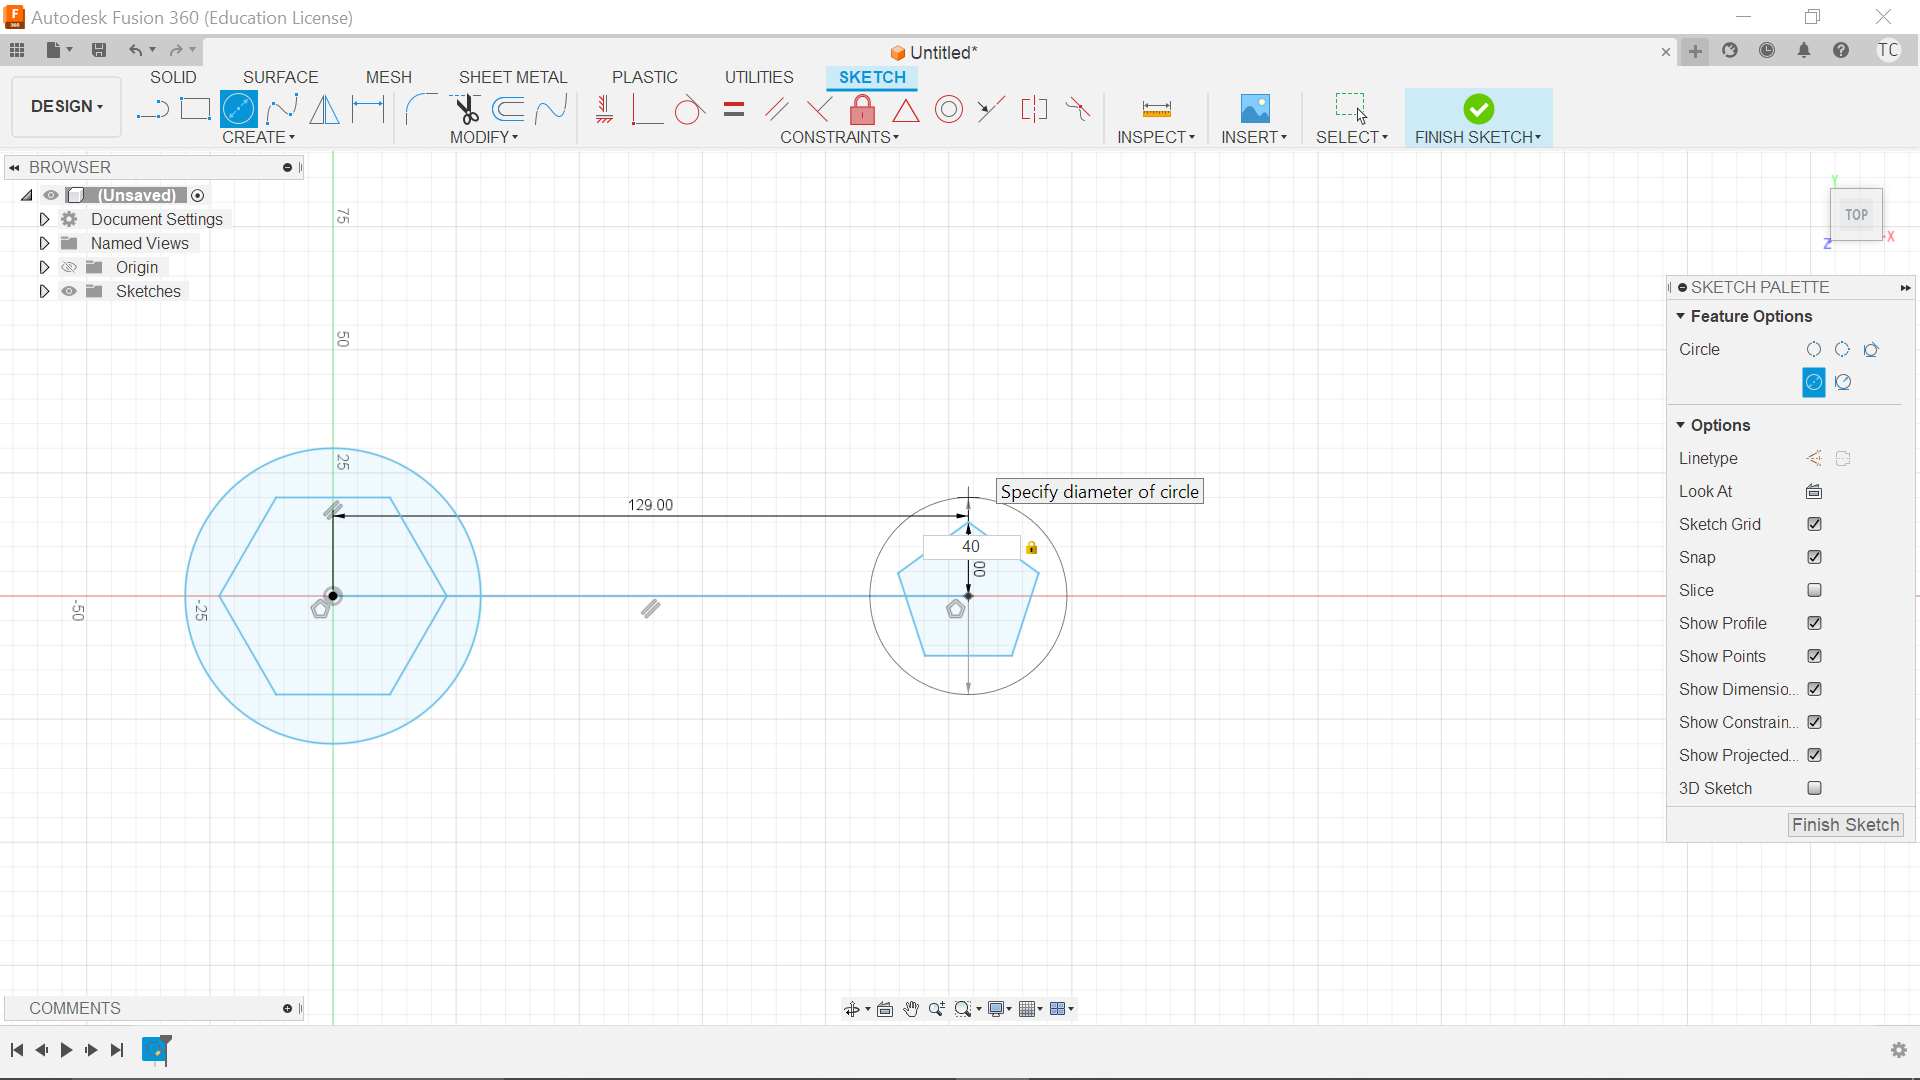 Autodesk Fusion 360 (Education License)
Untitled*
TC
SOLID SURFACE MESH SHEET METAL PLASTIC UTILITIES SKETCH
DESIGN
CREATE MODIFY CONSTRAINTS INSPECT INSERT SELECT FINISH SKETCH
BROWSER
(Unsaved)
Document Settings
Named Views
Origin
Sketches
75
50
25
-25
-50
129.00
Specify diameter of circle
40
00
Y
TOP
X
Z
SKETCH PALETTE
Feature Options
Circle
Options
Linetype
Look At
Sketch Grid
Snap
Slice
Show Profile
Show Points
Show Dimensio...
Show Constrain...
Show Projected...
3D Sketch
Finish Sketch
COMMENTS